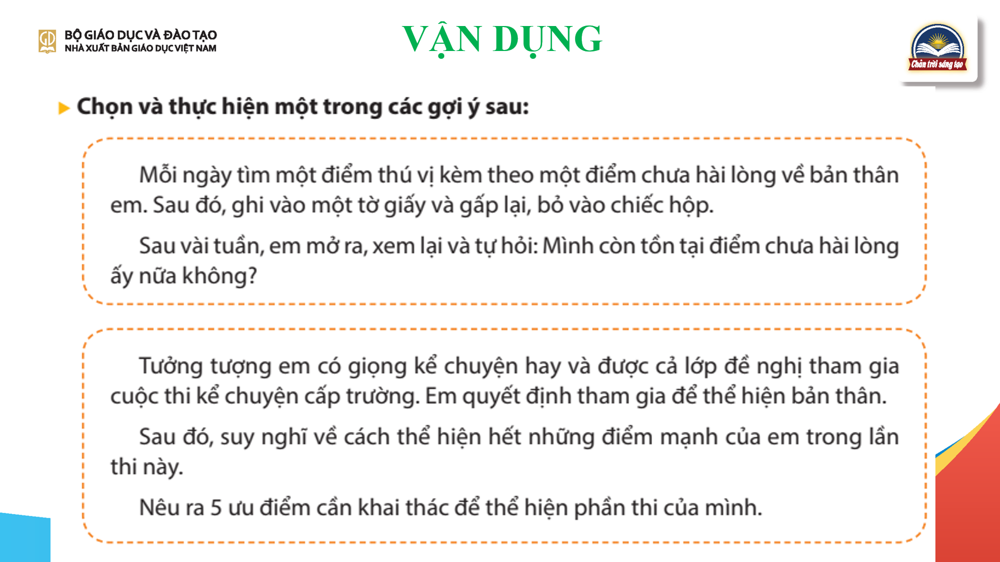 BỘ GIÁO DỤC VÀ ĐÀO TẠO
NHÀ XUẤT BẢN GIÁO DỤC VIỆT NAM
VẬN DỤNG
Chân trời sáng tạo
Chọn và thực hiện một trong các gợi ý sau:
Mỗi ngày tìm một điểm thú vị kèm theo một điểm chưa hài lòng về bản thân
em. Sau đó, ghi vào một tờ giấy và gấp lại, bỏ vào chiếc hộp.
Sau vài tuần, em mở ra, xem lại và tự hỏi: Mình còn tồn tại điểm chưa hài lòng
ấy nữa không?
Tưởng tượng em có giọng kể chuyện hay và được cả lớp đề nghị tham gia
cuộc thi kể chuyện cấp trường. Em quyết định tham gia để thể hiện bản thân.
Sau đó, suy nghĩ về cách thể hiện hết những điểm mạnh của em trong lần
thi này.
Nêu ra 5 ưu điểm cần khai thác để thể hiện phần thi của mình.